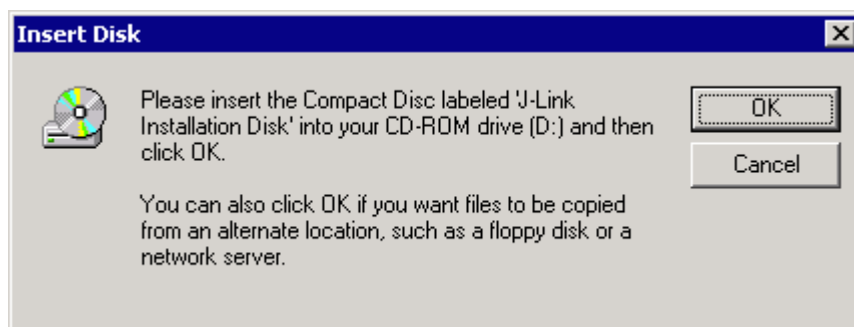 Insert Disk
Please insert the Compact Disc labeled 'J-Link
Installation Disk' into your CD-ROM drive (D:) and then
click OK.
You can also click OK if you want files to be copied
from an alternate location, such as a floppy disk or a
network server.
OK
Cancel